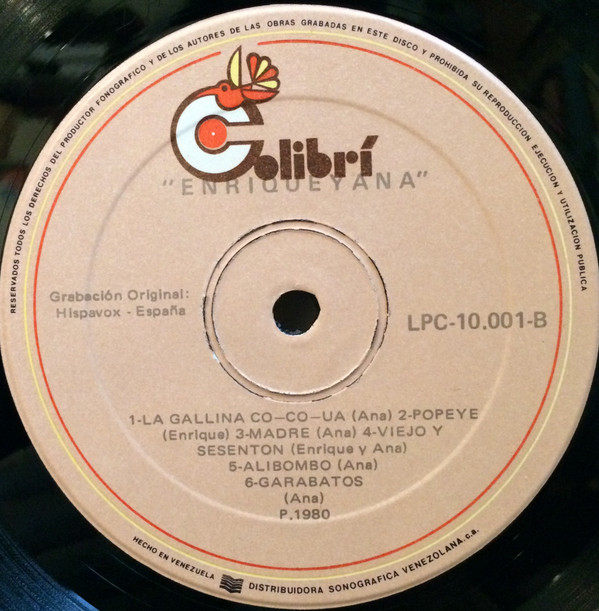 RESERVADOS TODOS LOS DERECHOS DEL PRODUCTOR FONOGRAFICO Y DE LOS AUTORES DE LAS OBRAS GRABADAS EN ESTE DISCO Y PROHIBIDA SU REPRODUCCION EJECUCION Y UTILIZACION PUBLICA
Colibrí
"ENRIQUEYANA"
Grabación Original:
Hispavox - España
LPC-10.001-B
1-LA GALLINA CO-CO-UA (Ana) 2-POPEYE
(Enrique) 3-MADRE (Ana) 4-VIEJO Y
SESENTON (Enrique y Ana)
5-ALIBOMBO (Ana)
6-GARABATOS
(Ana)
P.1980
HECHO EN VENEZUELA DISTRIBUIDORA SONOGRAFICA VENEZOLANA.c.a.